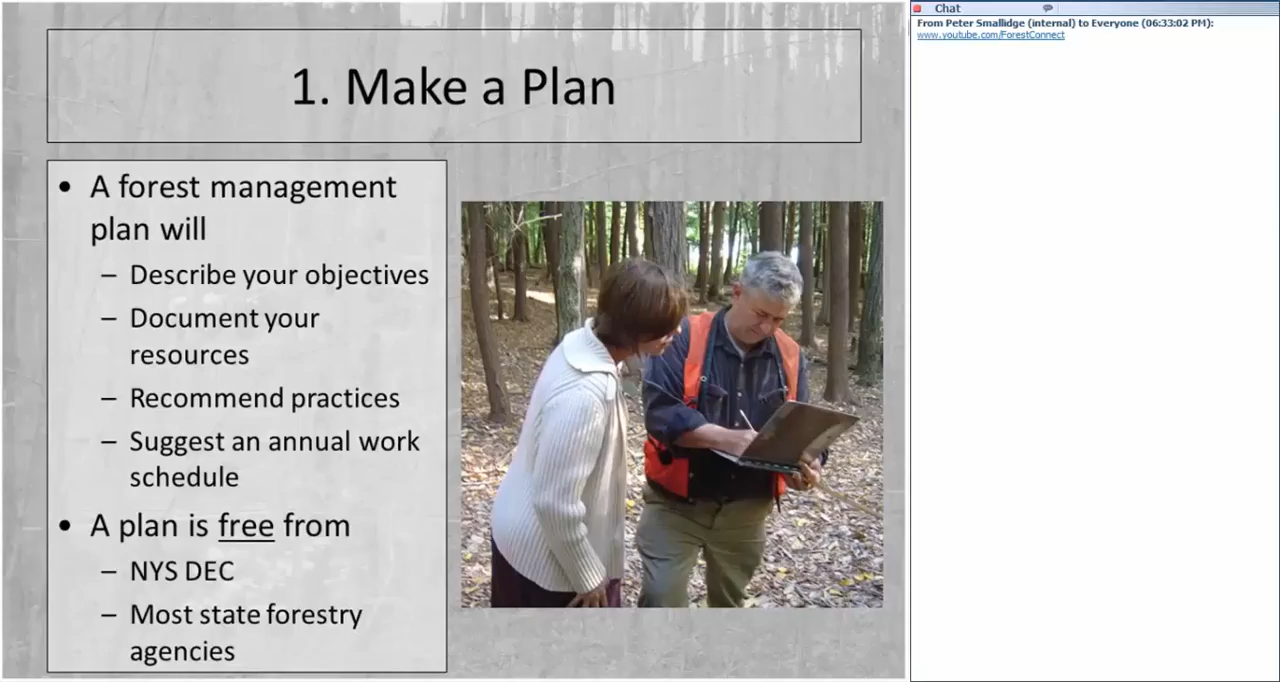 1. Make a Plan
• A forest management
plan will
– Describe your objectives
– Document your
resources
– Recommend practices
– Suggest an annual work
schedule
• A plan is free from
– NYS DEC
– Most state forestry
agencies
Chat
From Peter Smallidge (internal) to Everyone (06:33:02 PM):
www.youtube.com/ForestConnect